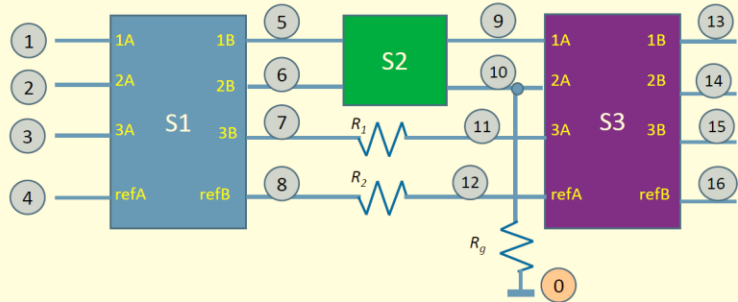 5 9 13
1 1A 1B 1A 1B
S2
6 10 14
2 2A 2B 2A 2B
3 3A S1 3B 7 R1 11 3A S3 3B 15
4 refA refB 8 R2 12 refA refB 16
Rg
0